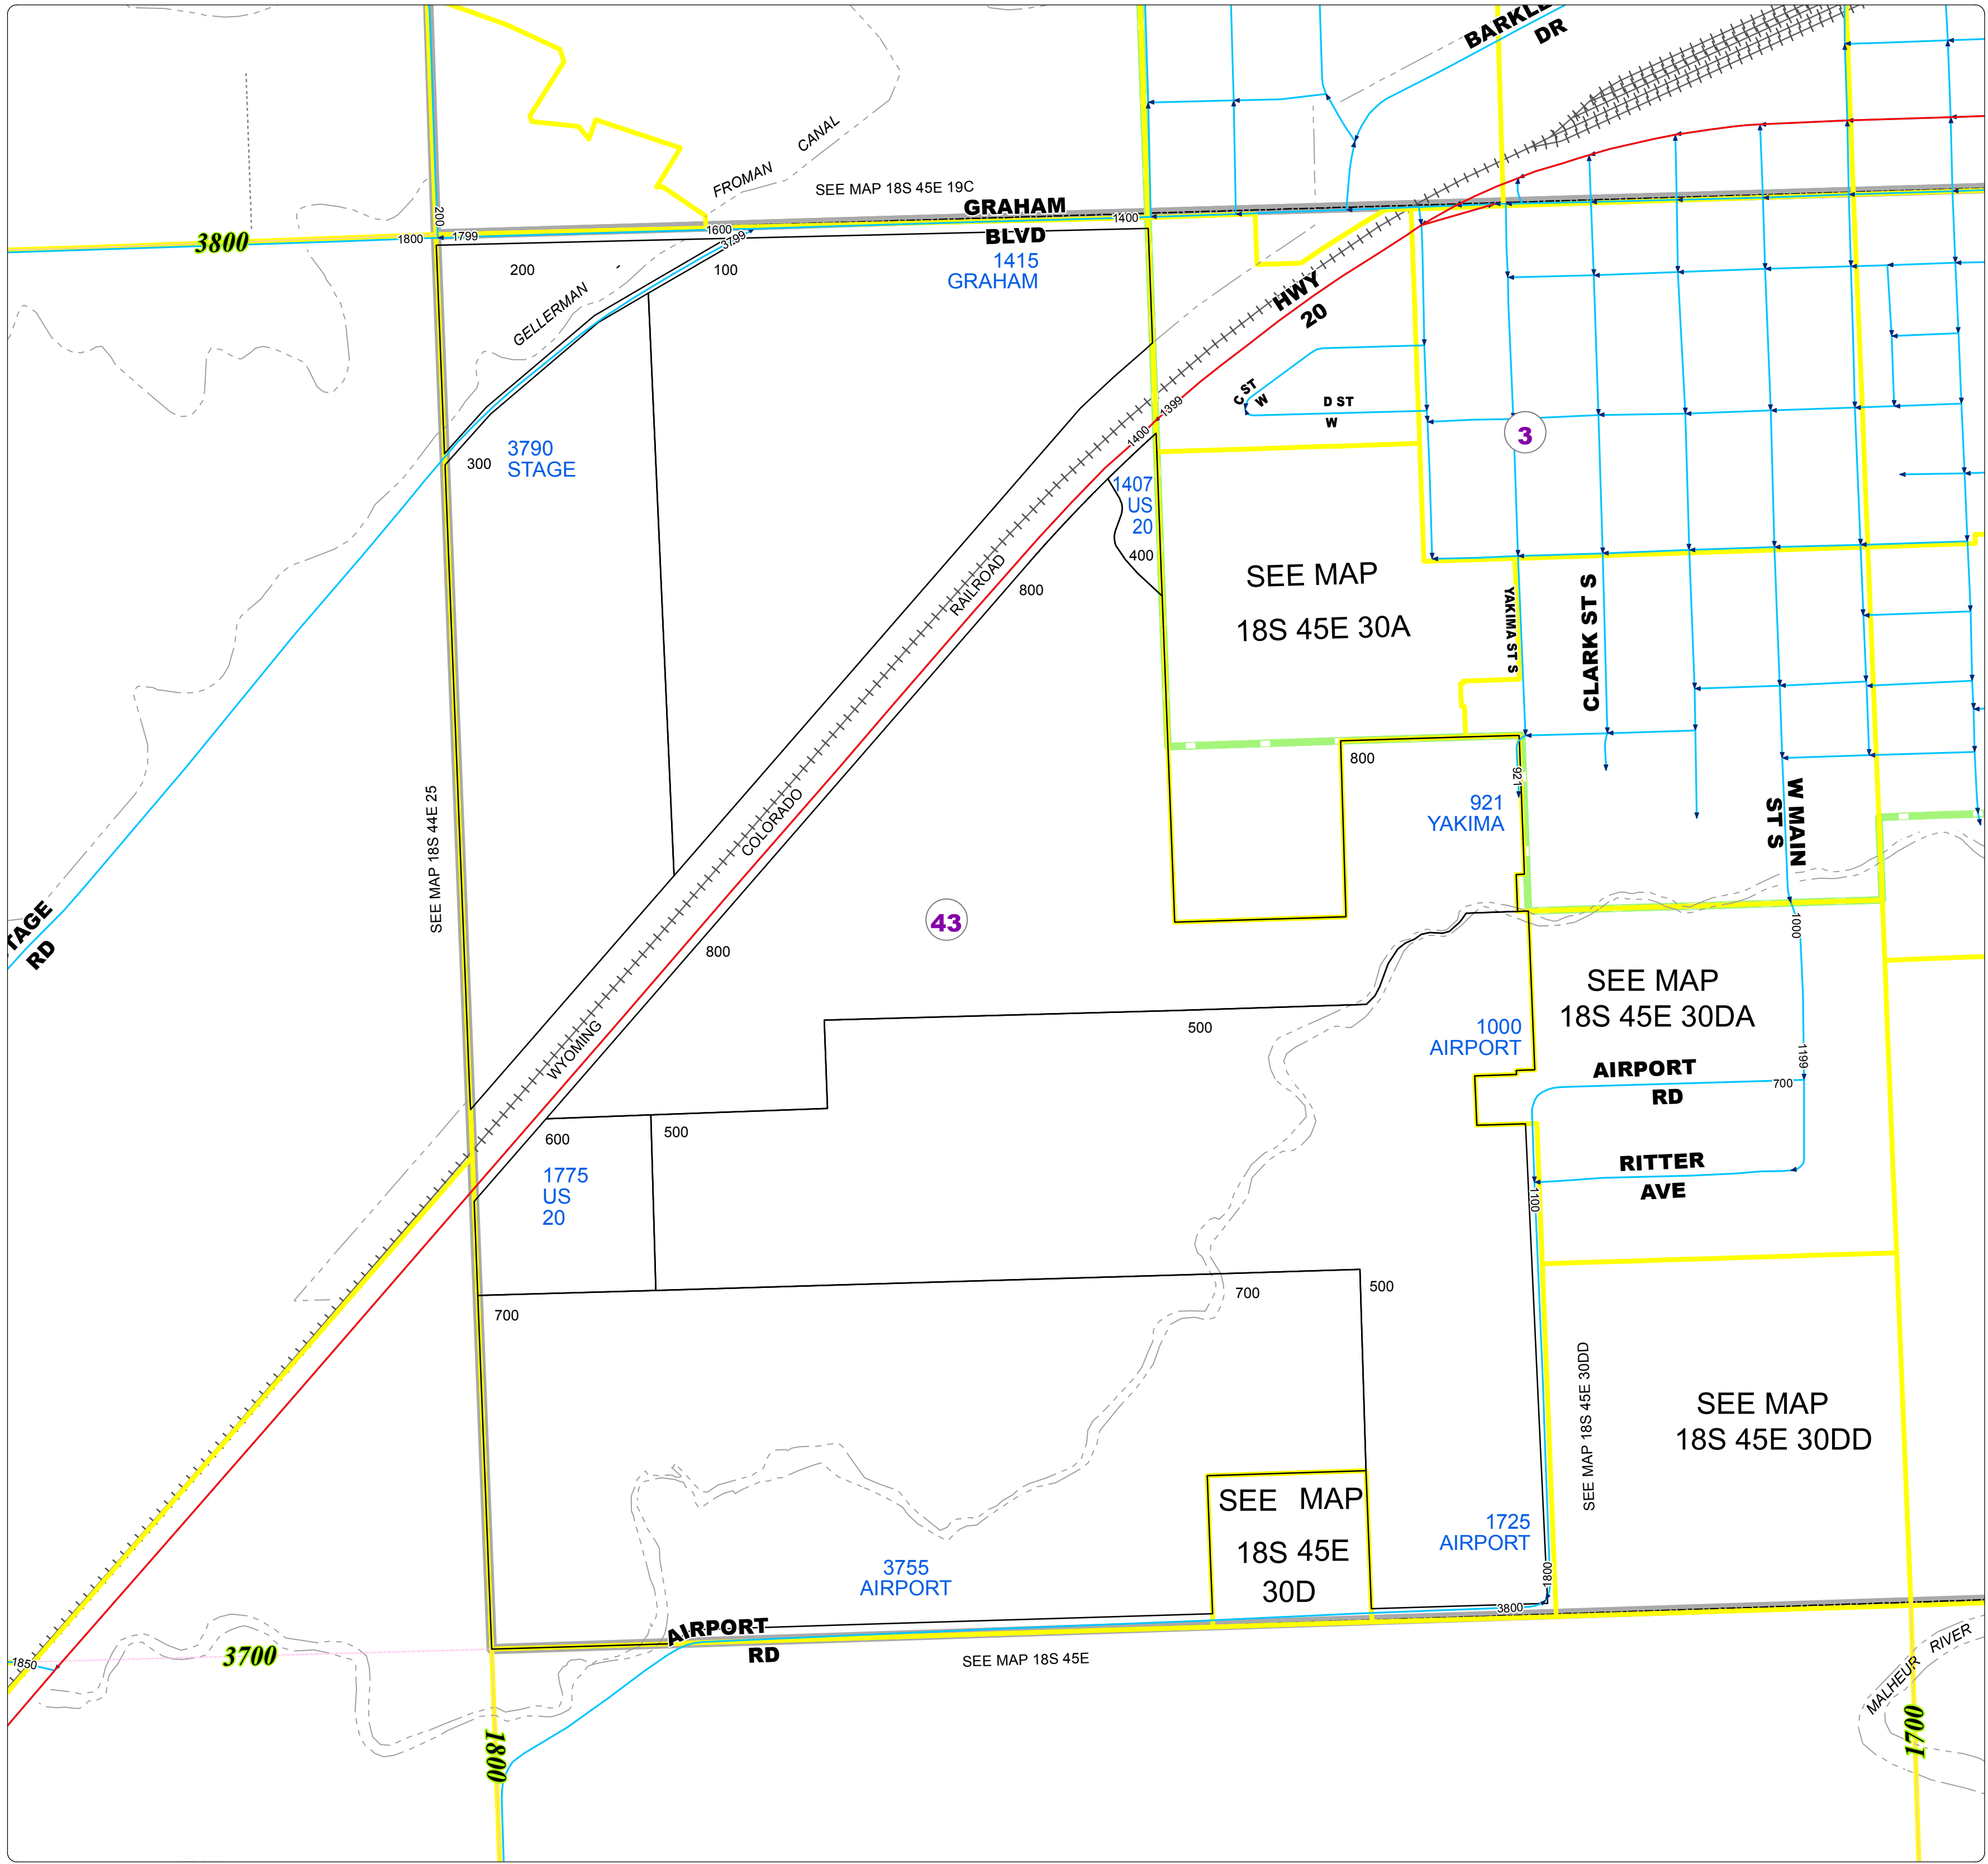 BARKLE
DR
FROMAN CANAL
SEE MAP 18S 45E 19C
GRAHAM
BLVD
200
3800
1800
1799
1600
3799
1400
200
100
1415
GRAHAM
GELLERMAN
HWY
20
C ST
W
D ST
W
1399
1400
3
3790
STAGE
300
1407
US
20
400
800
RAILROAD
SEE MAP
18S 45E 30A
YAKIMA ST S
CLARK ST S
800
921
921
YAKIMA
W MAIN
ST S
SEE MAP 18S 44E 25
COLORADO
43
TAGE
RD
800
1000
SEE MAP
18S 45E 30DA
500
1000
AIRPORT
WYOMING
1199
AIRPORT
RD
700
600
500
1775
US
20
RITTER
AVE
1100
700
700
500
SEE MAP 18S 45E 30DD
SEE MAP
18S 45E 30DD
SEE MAP
18S 45E
30D
1725
AIRPORT
3755
AIRPORT
1800
3800
AIRPORT
RD
3700
1850
SEE MAP 18S 45E
MALHEUR RIVER
1800
1700